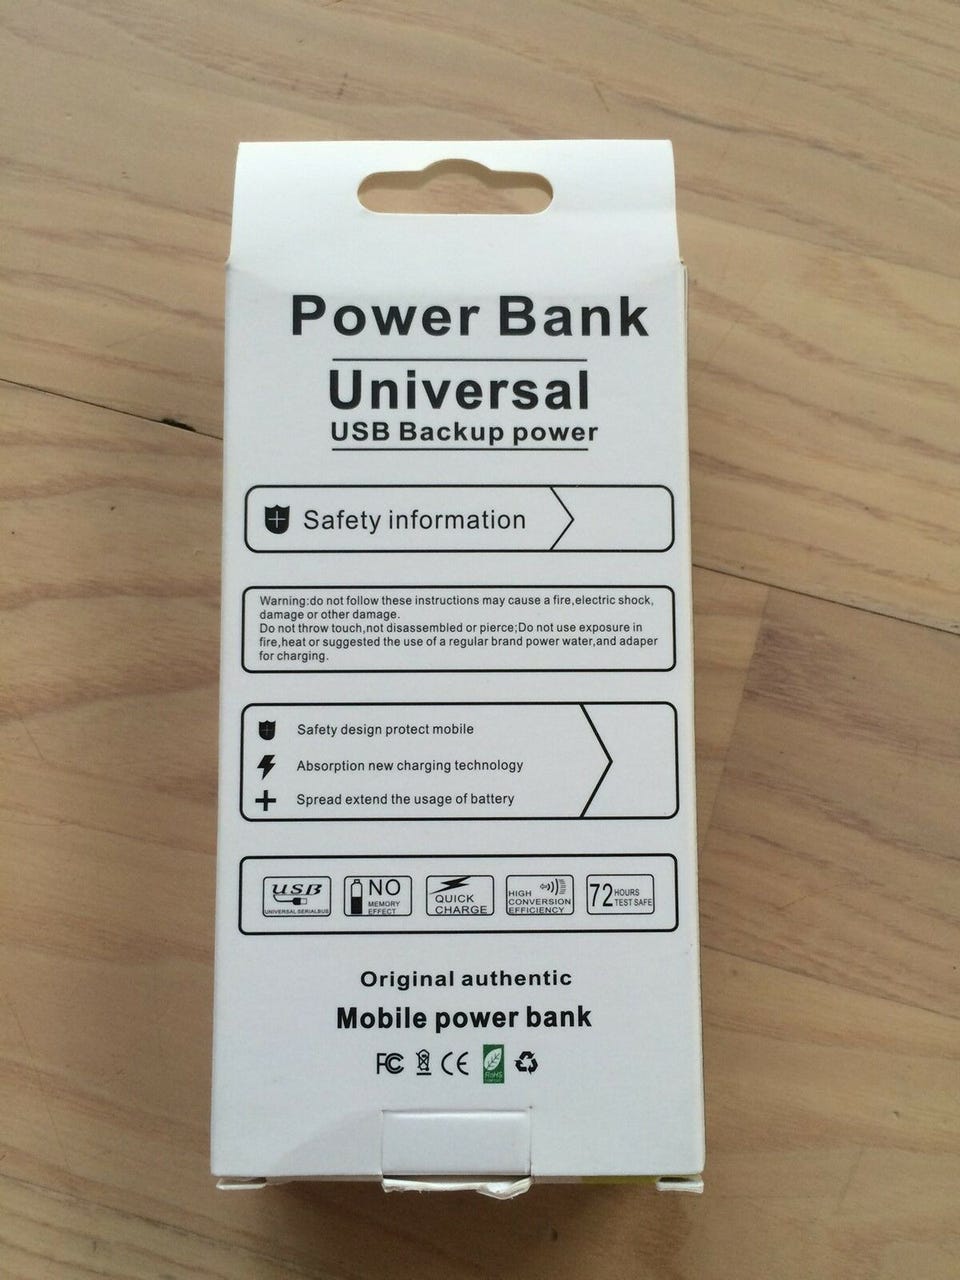 Power Bank
Universal
USB Backup power
Safety information
Warning:do not follow these instructions may cause a fire,electric shock,
damage or other damage.
Do not throw touch,not disassembled or pierce;Do not use exposure in
fire,heat or suggested the use of a regular brand power water,and adaper
for charging.
Safety design protect mobile
Absorption new charging technology
Spread extend the usage of battery
USB
UNIVERSAL SERIALBUS
NO
MEMORY
EFFECT
QUICK
CHARGE
HIGH
CONVERSION
EFFICIENCY
72 HOURS
TEST SAFE
Original authentic
Mobile power bank
FC CE RoHS